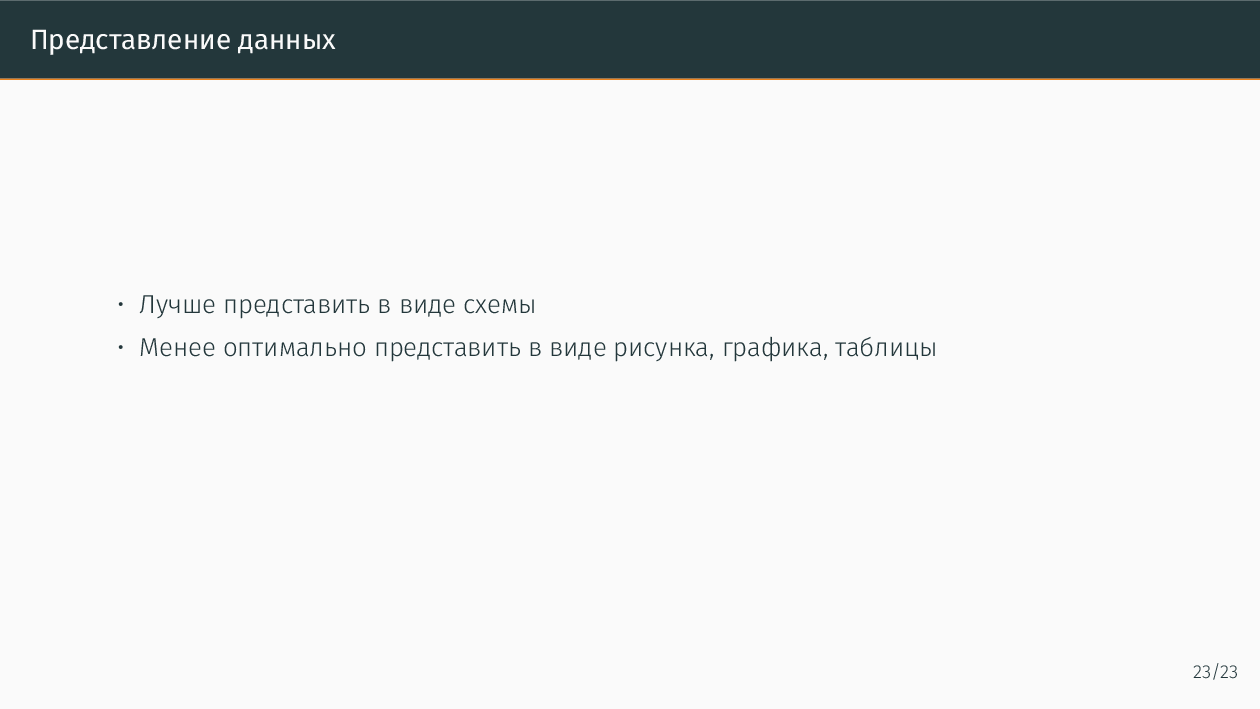 Представление данных
• Лучше представить в виде схемы
• Менее оптимально представить в виде рисунка, графика, таблицы
23/23